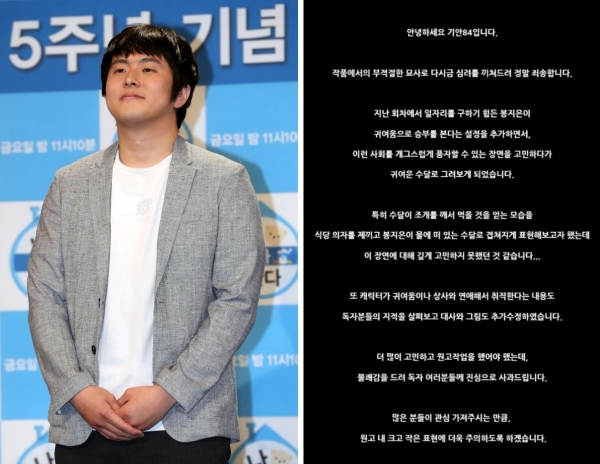 5주년 기념
금요일 밤 11시10분
금요일 밤 11시10
안녕하세요 기안84입니다.
작품에서의 부적절한 묘사로 다시금 심려를 끼쳐드려 정말 죄송합니다.
지난 회차에서 일자리를 구하기 힘든 봉지은이
귀여움으로 승부를 본다는 설정을 추가하면서,
이런 사회를 개그스럽게 풍자할 수 있는 장면을 고민하다가
귀여운 수달로 그려보게 되었습니다.
특히 수달이 조개를 깨서 먹을 것을 얻는 모습을
식당 의자를 제끼고 봉지은이 물에 떠 있는 수달로 겹쳐지게 표현해보고자 했는데
이 장면에 대해 깊게 고민하지 못했던 것 같습니다...
또 캐릭터가 귀여움이나 상사와 연애해서 취직한다는 내용도
독자분들의 지적을 살펴보고 대사와 그림도 추가수정하였습니다.
더 많이 고민하고 원고작업을 했어야 했는데,
불쾌감을 드려 독자 여러분들께 진심으로 사과드립니다.
많은 분들이 관심 가져주시는 만큼,
원고 내 크고 작은 표현에 더욱 주의하도록 하겠습니다.